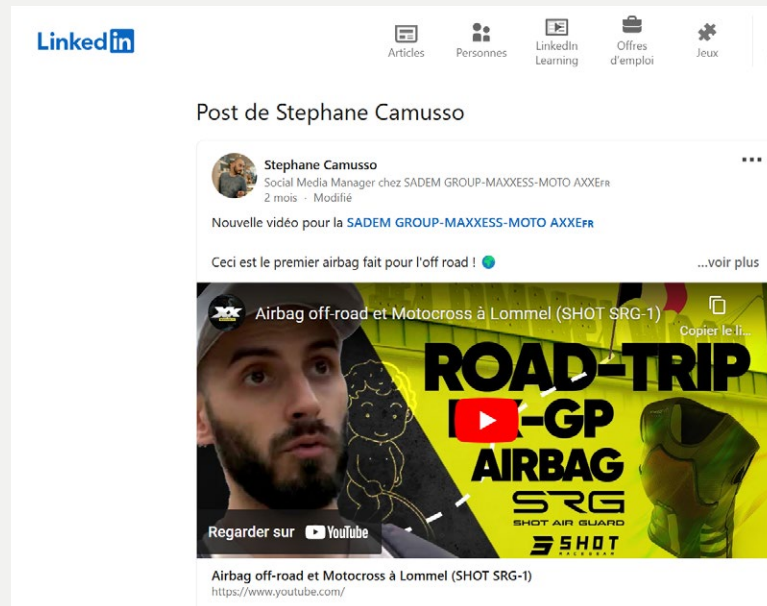 Linked in
Articles
Personnes
LinkedIn
Learning
Offres
d'emploi
Jeux
Post de Stephane Camusso
Stephane Camusso
Social Media Manager chez SADEM GROUP-MAXXESS-MOTO AXXEFR
2 mois · Modifié
Nouvelle vidéo pour la SADEM GROUP-MAXXESS-MOTO AXXEFR
Ceci est le premier airbag fait pour l'off road !
...voir plus
Airbag off-road et Motocross à Lommel (SHOT SRG-1)
Copier le li...
ROAD-TRIP
-GP
AIRBAG
SRG
SHOT AIR GUARD
SHOT
Regarder sur YouTube
Airbag off-road et Motocross à Lommel (SHOT SRG-1)
https://www.youtube.com/